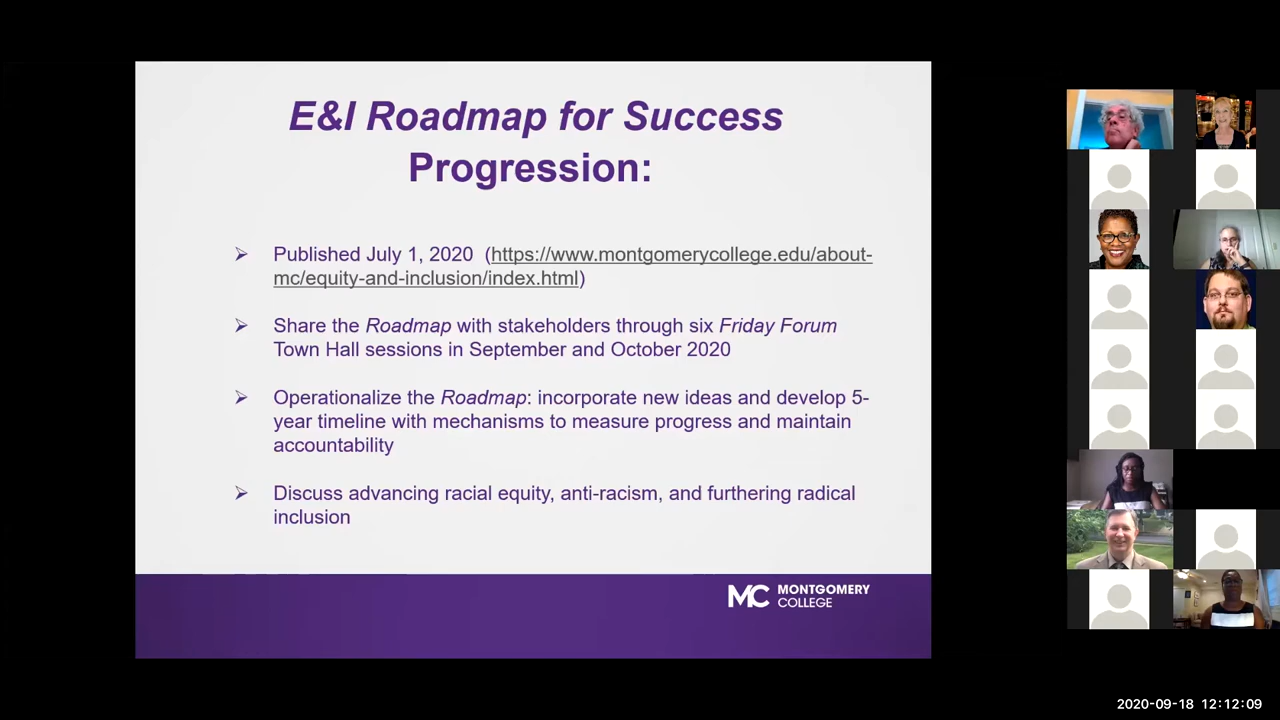 E&I Roadmap for Success
Progression:
➢ Published July 1, 2020 (https://www.montgomerycollege.edu/about-
mc/equity-and-inclusion/index.html)
➢ Share the Roadmap with stakeholders through six Friday Forum
Town Hall sessions in September and October 2020
➢ Operationalize the Roadmap: incorporate new ideas and develop 5-
year timeline with mechanisms to measure progress and maintain
accountability
➢ Discuss advancing racial equity, anti-racism, and furthering radical
inclusion
MC MONTGOMERY
COLLEGE
2020-09-18 12:12:09